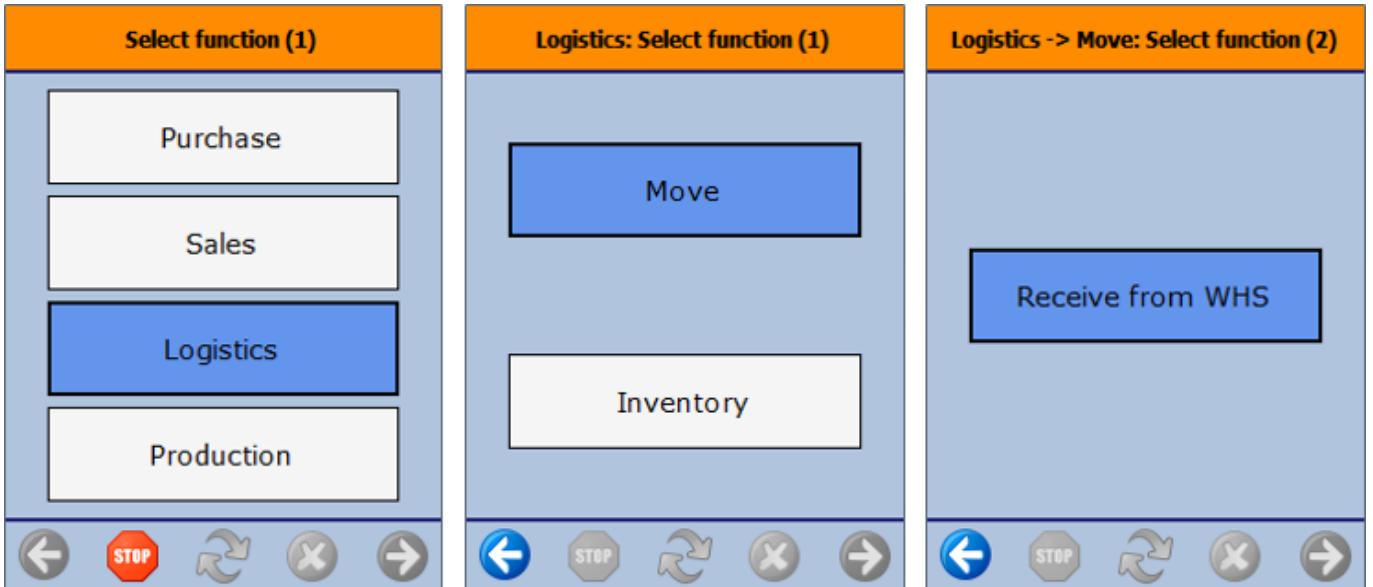 Select function (1)
Purchase
Sales
Logistics
Production
STOP
Logistics: Select function (1)
Move
Inventory
STOP
Logistics -> Move: Select function (2)
Receive from WHS
STOP